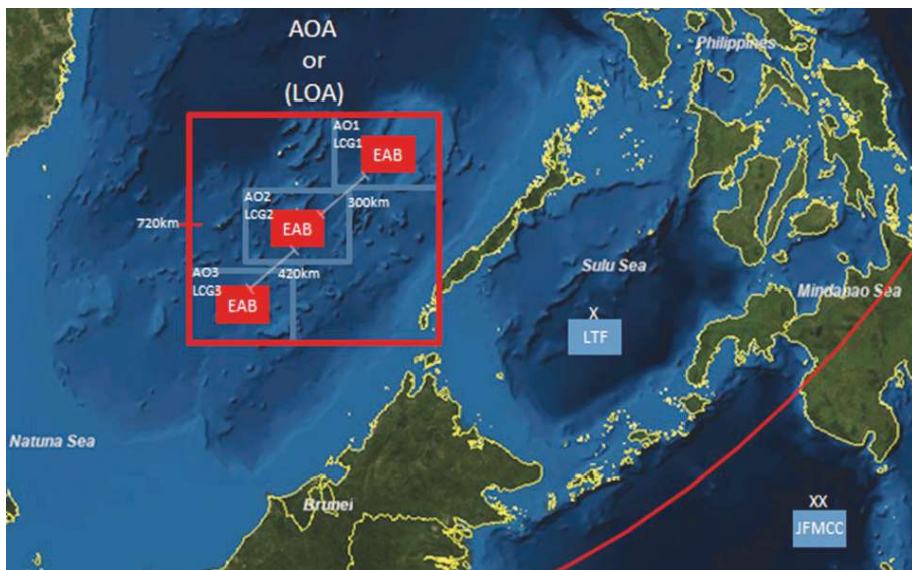 AOA
or
(LOA)
Philippines
AO1
LCG1
EAB
AO2
LCG2
300km
720km
EAB
Sulu Sea
AO3
LCG3
420km
EAB
Mindanao Sea
X
LTF
Natuna Sea
Brunei
XX
JFMCC